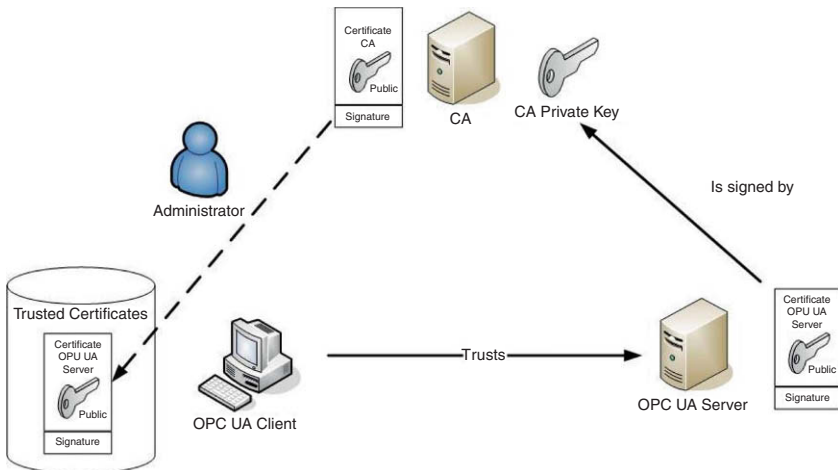 Certificate
CA
Public
Signature
CA
CA Private Key
Administrator
Is signed by
Trusted Certificates
Certificate
OPU UA
Server
Public
Signature
OPC UA Client
Trusts
OPC UA Server
Certificate
OPU UA
Server
Public
Signature